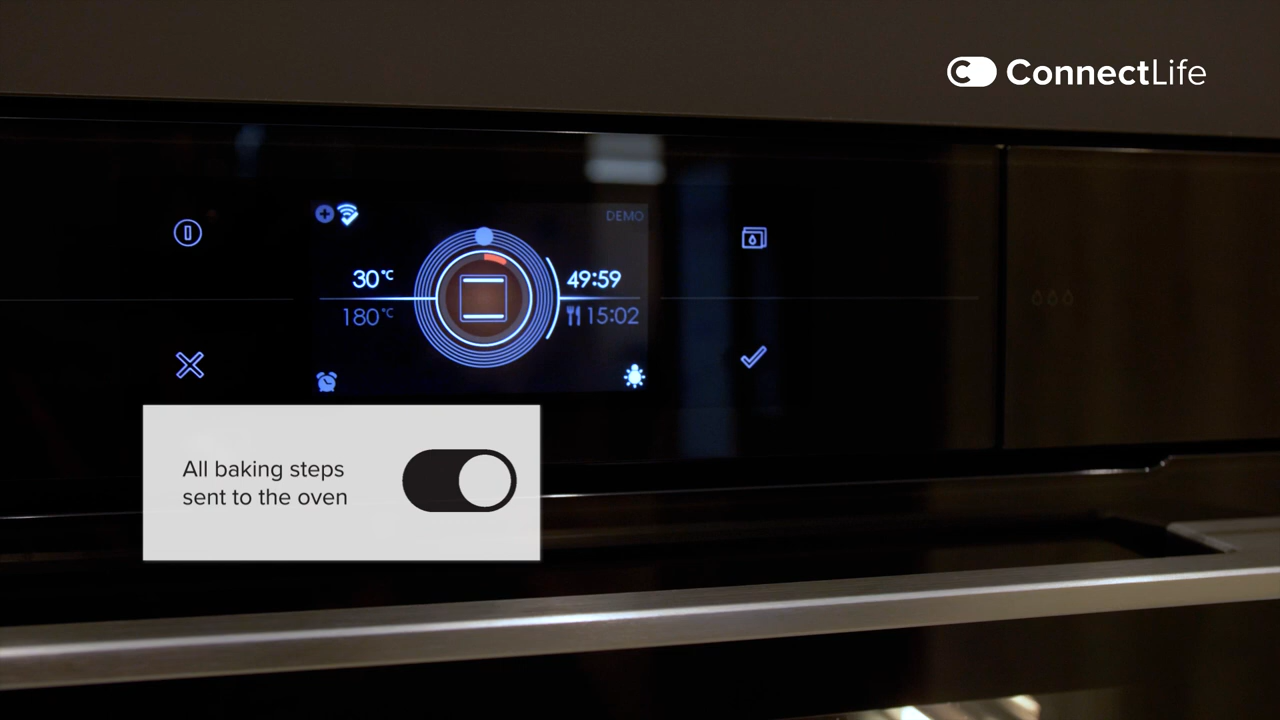 ConnectLife
DEMO
30°C
49:59
180°C
15:02
All baking steps
sent to the oven